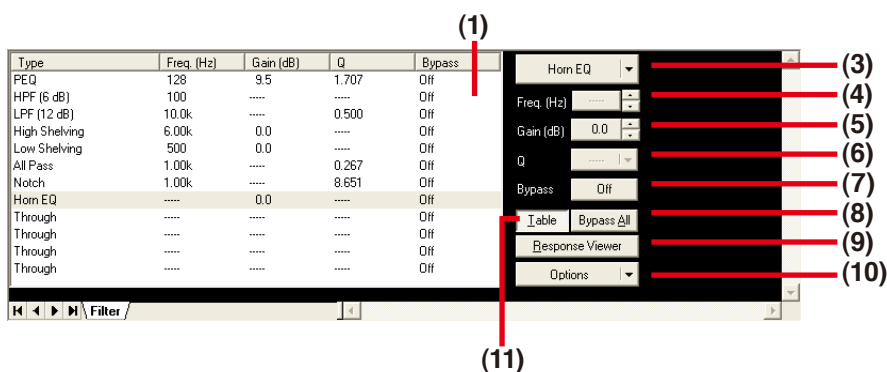 (1)
Type Freq. (Hz) Gain (dB) Q Bypass
PEQ 128 9.5 1.707 Off
HPF (6 dB) 100 ----- ----- Off
LPF (12 dB) 10.0k ----- 0.500 Off
High Shelving 6.00k 0.0 ----- Off
Low Shelving 500 0.0 ----- Off
All Pass 1.00k ----- 0.267 Off
Notch 1.00k ----- 8.651 Off
Horn EQ ----- 0.0 ----- Off
Through ----- ----- ----- Off
Through ----- ----- ----- Off
Through ----- ----- ----- Off
Through ----- ----- ----- Off
Filter
Horn EQ (3)
Freq. (Hz) ----- (4)
Gain (dB) 0.0 (5)
Q ----- (6)
Bypass Off (7)
Table Bypass All (8)
Response Viewer (9)
Options (10)
(11)